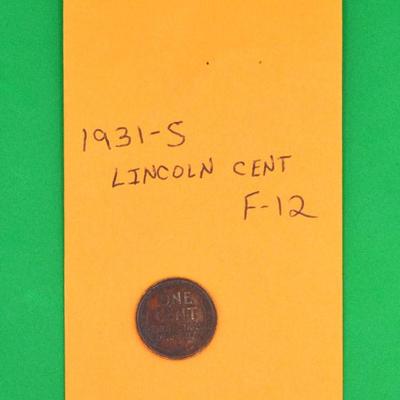 1931-S
LINCOLN CENT
F-12
ONE
CENT